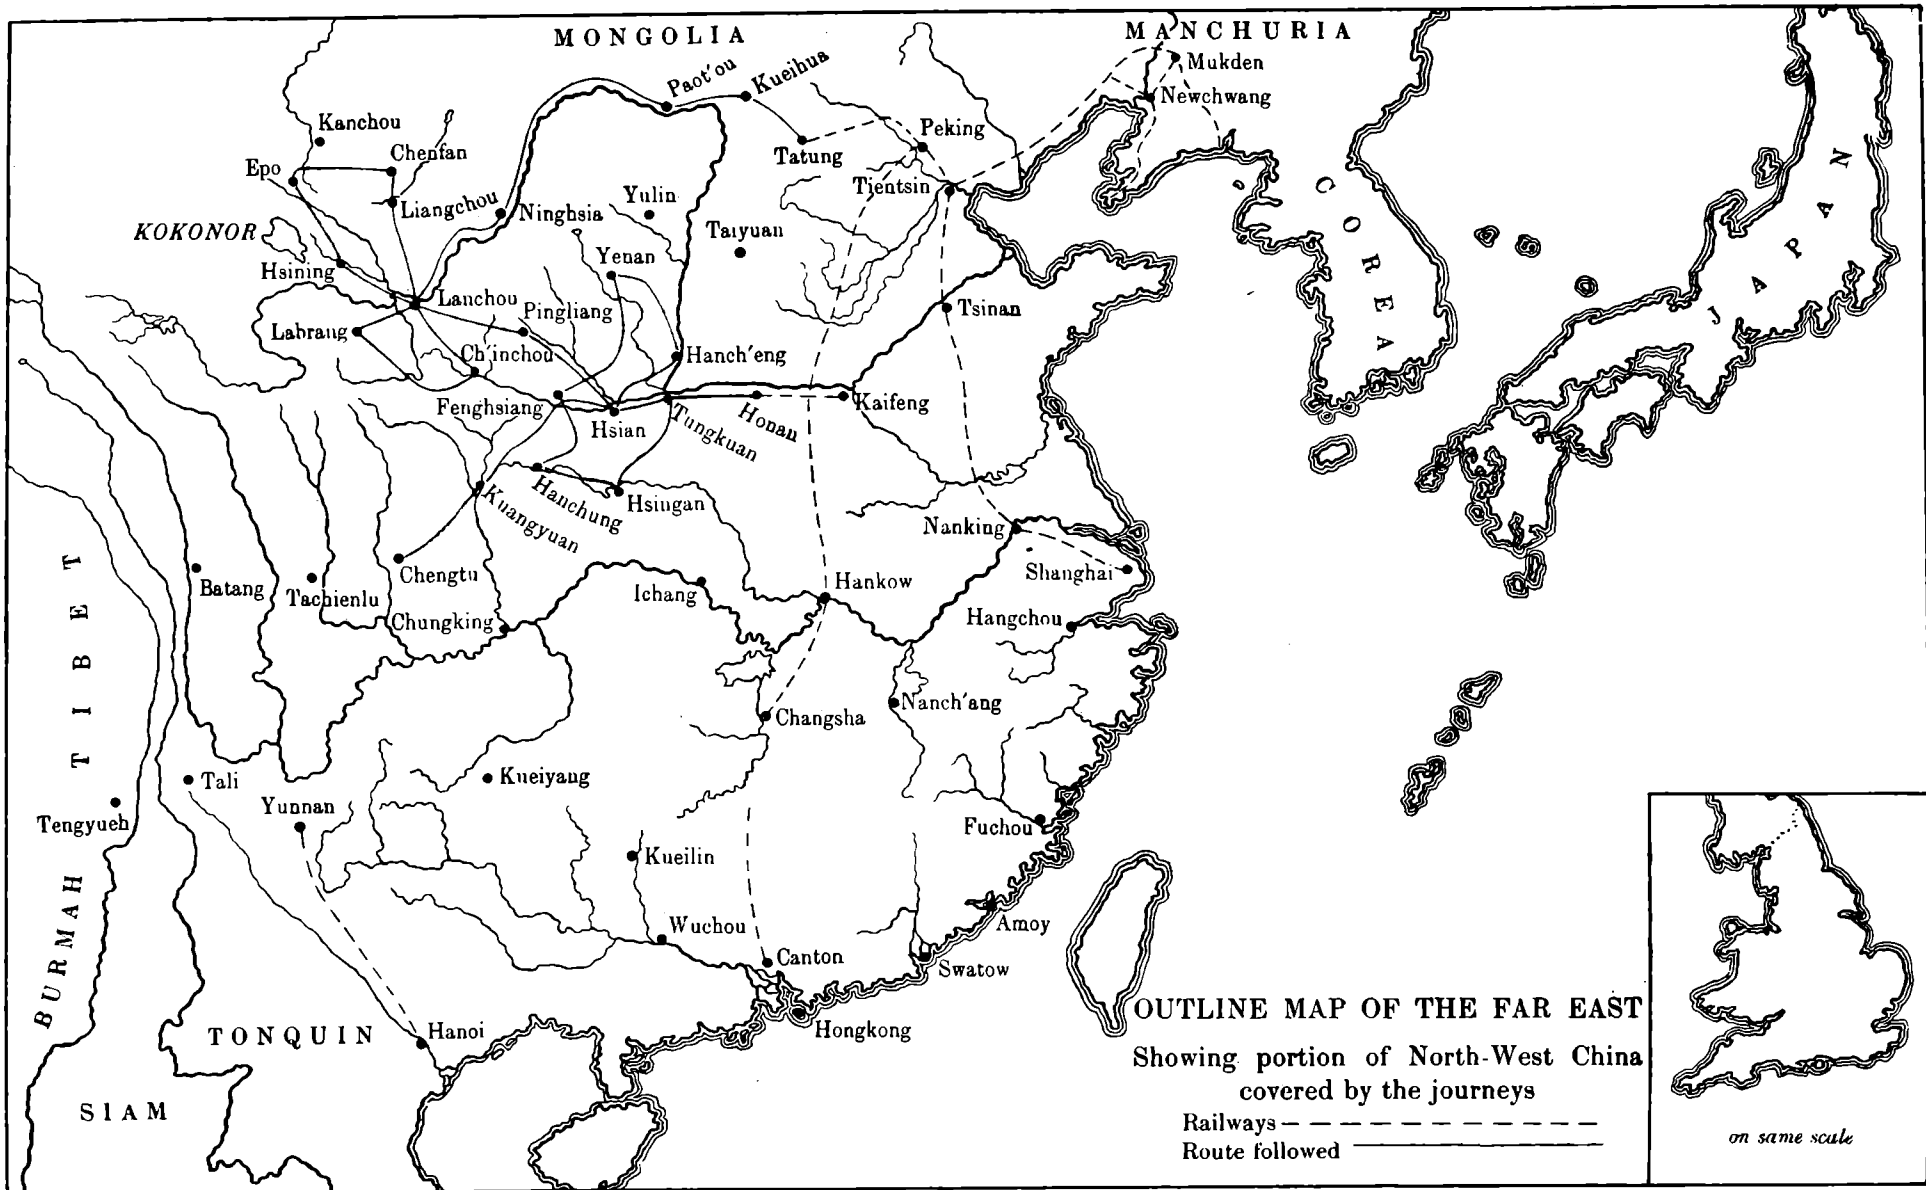 MONGOLIA
MANCHURIA
Mukden
Newchwang
Paot'ou
Kueihua
Kanchou
Chenfan
Epo
Tatung
Peking
Tientsin
Liangchou
Ninghsia
Yulin
Taiyuan
KOKONOR
Hsining
Yenan
Lanchou
Pingliang
Tsinan
Labrang
Ch'inchou
Hanch'eng
Fenghsiang
Hsian
Tungkuan
Honan
Kaifeng
COREA
JAPAN
Hanchung
Hsingan
Kuangyuan
Nanking
Shanghai
Chengtu
Batang
Tachienlu
Ichang
Hankow
Hangchou
Chungking
TIBET
Changsha
Nanch'ang
Tali
Kueiyang
Yunnan
Tengyueh
Fuchou
Kueilin
BURMAH
Wuchou
Amoy
Canton
Swatow
Hongkong
TONQUIN
Hanoi
SIAM
OUTLINE MAP OF THE FAR EAST
Showing portion of North-West China
covered by the journeys
Railways
Route followed
on same scale